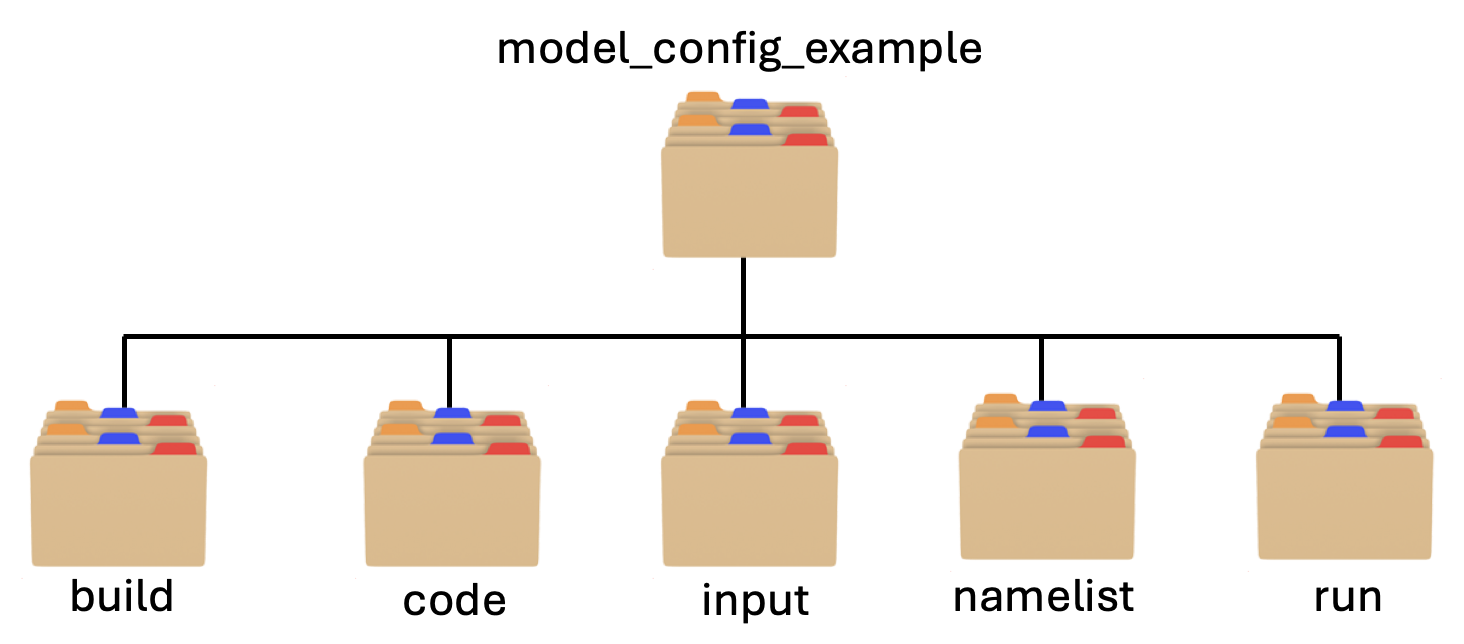 model_config_example
build
code
input
namelist
run